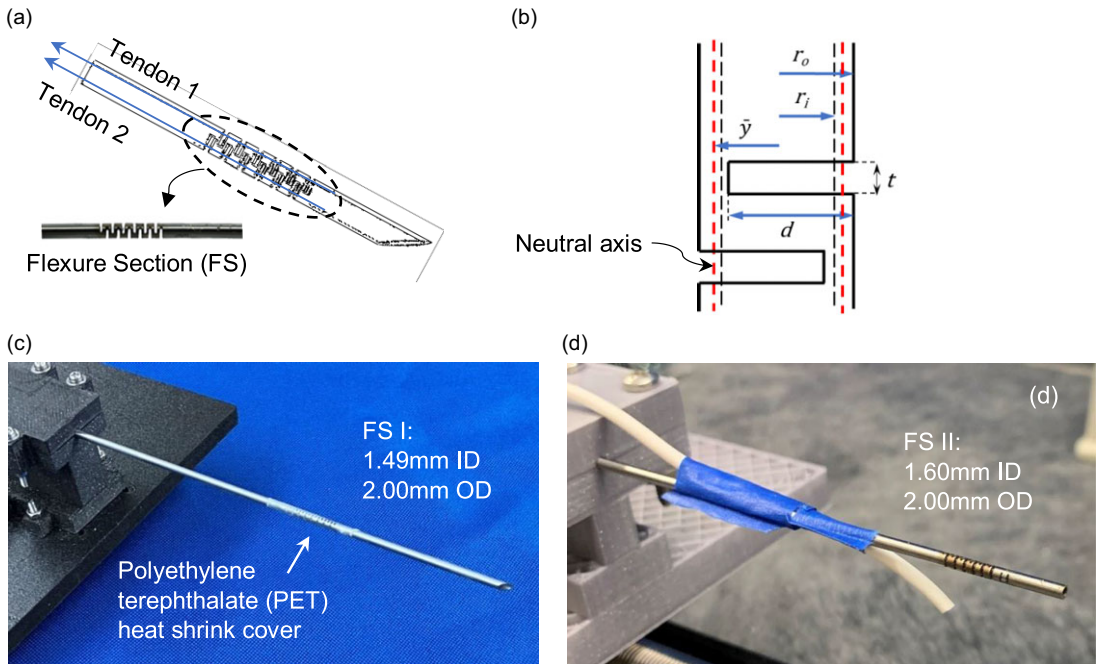 (a)
Tendon 1
Tendon 2
Flexure Section (FS)
(b)
r_o
r_i
ȳ
t
d
Neutral axis
(c)
FS I:
1.49mm ID
2.00mm OD
Polyethylene
terephthalate (PET)
heat shrink cover
(d)
(d)
FS II:
1.60mm ID
2.00mm OD